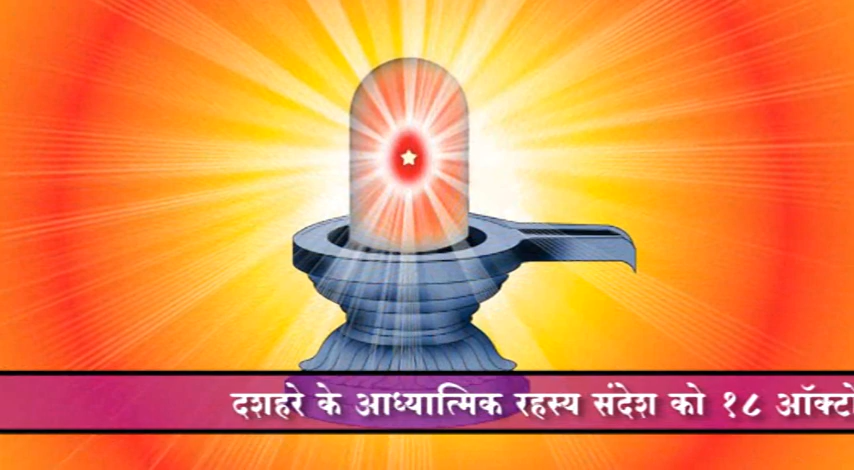 दशहरे के आध्यात्मिक रहस्य संदेश को १८ ऑक्टो